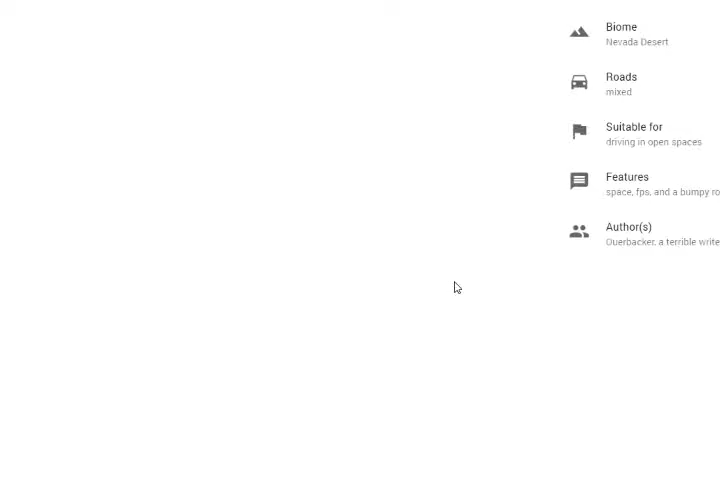 Biome
Nevada Desert
Roads
mixed
Suitable for
driving in open spaces
Features
space, fps, and a bumpy ro
Author(s)
Ouerbacker, a terrible write